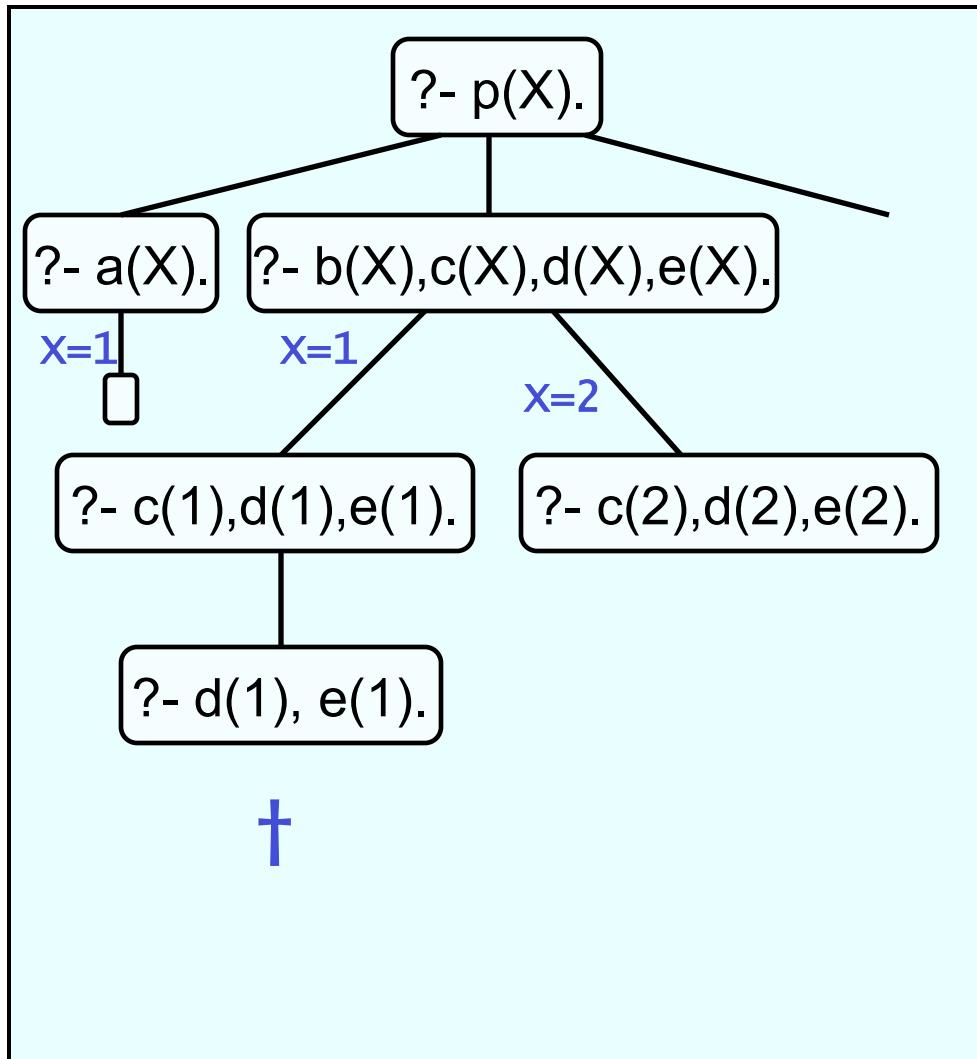 ?- p(X).
?- a(X).
?- b(X),c(X),d(X),e(X).
X=1
X=1
X=2
?- c(1),d(1),e(1).
?- c(2),d(2),e(2).
?- d(1), e(1).
†